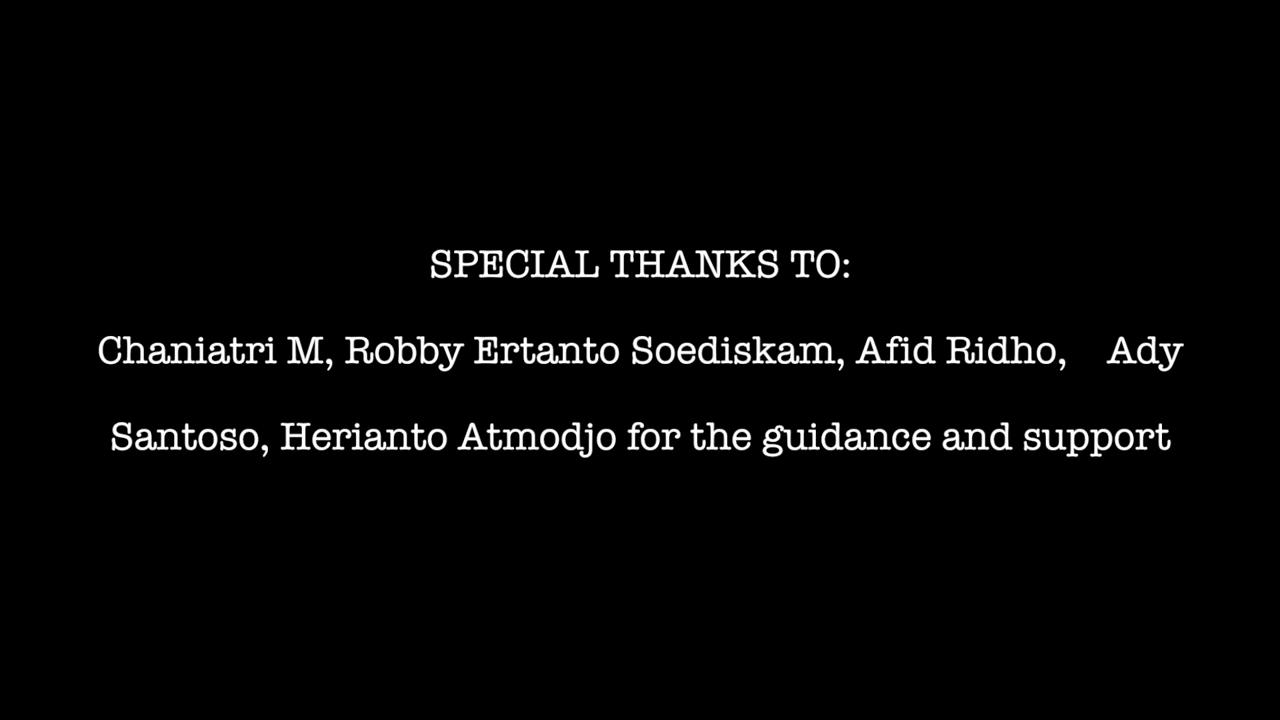 SPECIAL THANKS TO:
Chaniatri M, Robby Ertanto Soediskam, Afid Ridho, Ady
Santoso, Herianto Atmodjo for the guidance and support